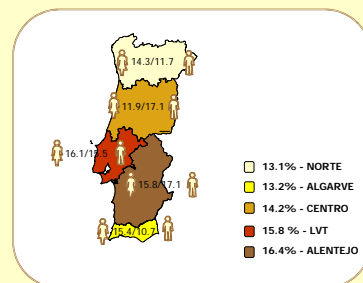 14.3/11.7
11.9/17.1
16.1/15.5
15.8/17.1
15.4/10.7
13.1% - NORTE
13.2% - ALGARVE
14.2% - CENTRO
15.8 % - LVT
16.4% - ALENTEJO